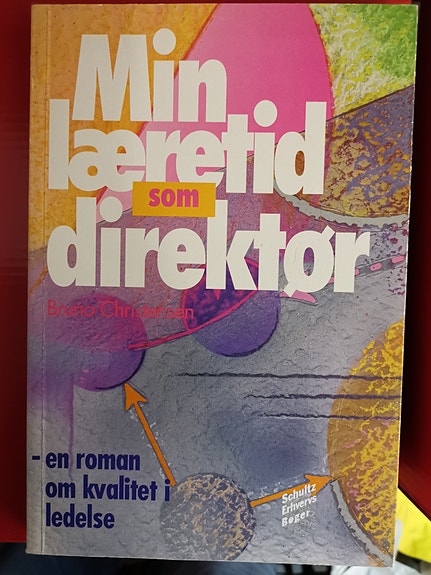 Min
læretid
som
direktør
Bruno Christensen
- en roman
om kvalitet i
ledelse
Schultz
Erhvervs
Bøger